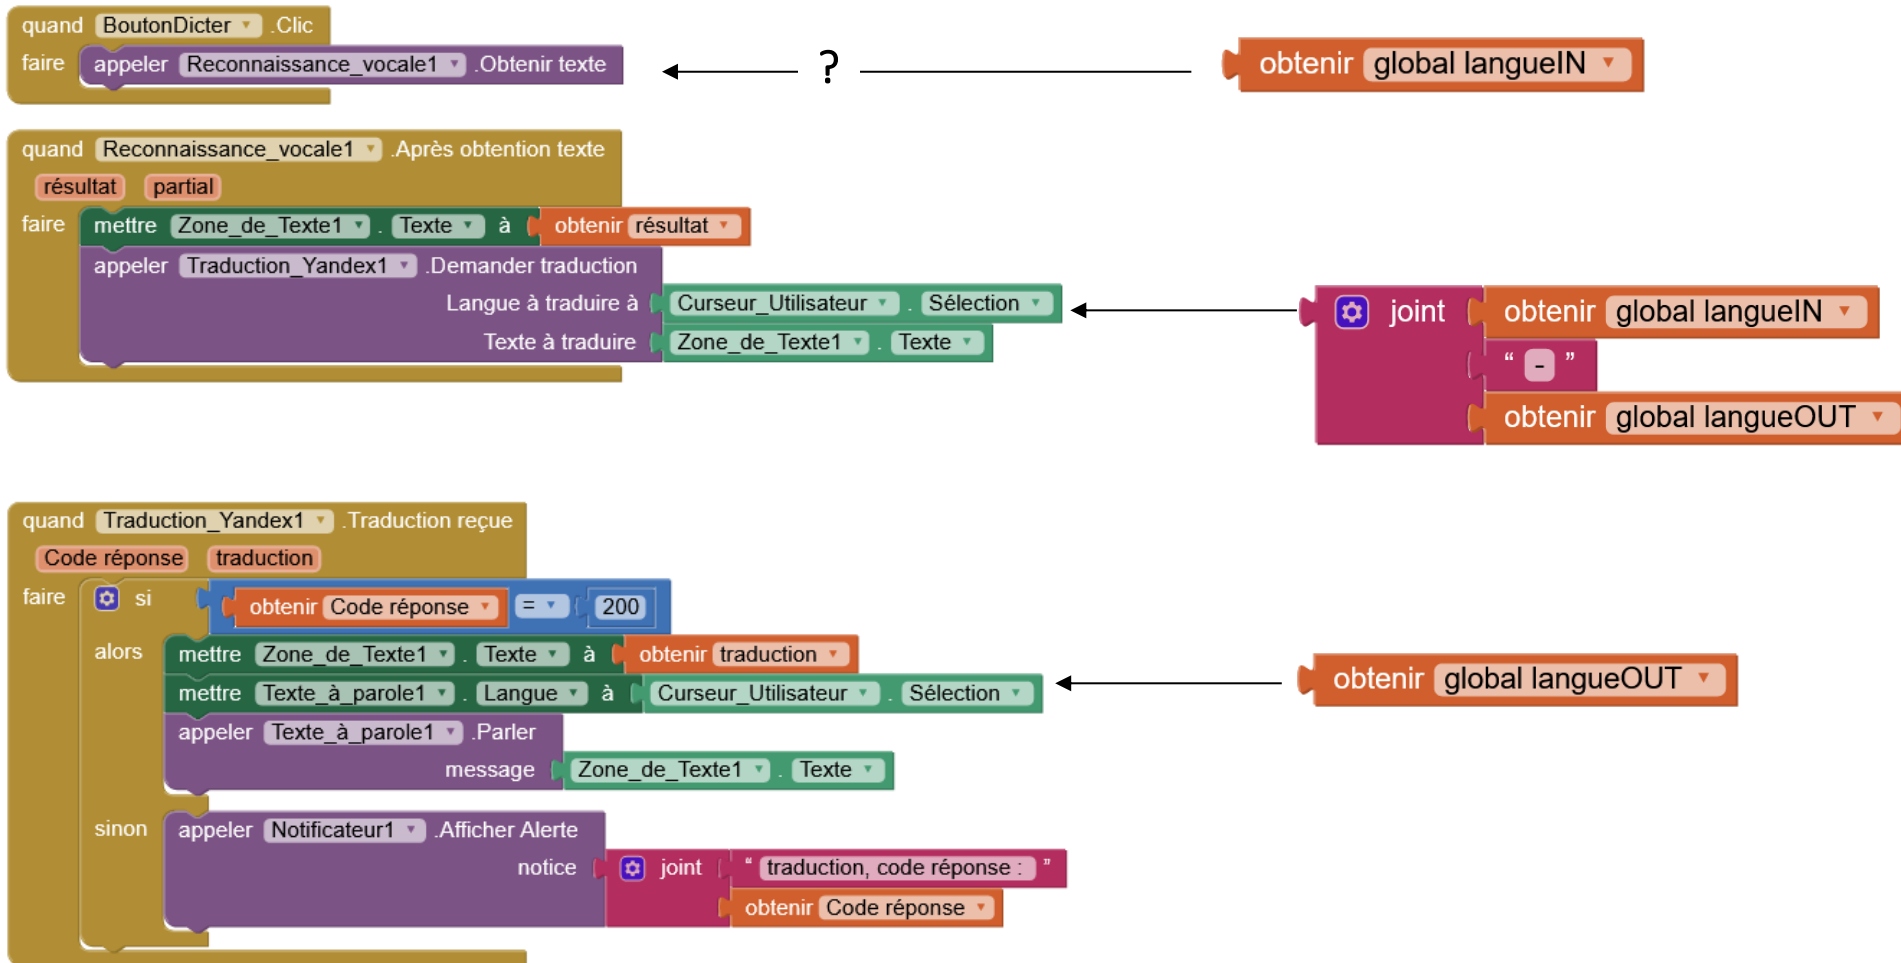 quand BoutonDicter .Clic
faire appeler Reconnaissance_vocale1 .Obtenir texte
?
obtenir global langueIN
quand Reconnaissance_vocale1 .Après obtention texte
résultat partial
faire mettre Zone_de_Texte1 . Texte à obtenir résultat
appeler Traduction_Yandex1 .Demander traduction
Langue à traduire à Curseur_Utilisateur . Sélection
Texte à traduire Zone_de_Texte1 . Texte
joint obtenir global langueIN
“ - ”
obtenir global langueOUT
quand Traduction_Yandex1 .Traduction reçue
Code réponse traduction
faire si obtenir Code réponse = 200
alors mettre Zone_de_Texte1 . Texte à obtenir traduction
mettre Texte_à_parole1 . Langue à Curseur_Utilisateur . Sélection
obtenir global langueOUT
appeler Texte_à_parole1 .Parler
message Zone_de_Texte1 . Texte
sinon appeler Notificateur1 .Afficher Alerte
notice joint “ traduction, code réponse : ”
obtenir Code réponse